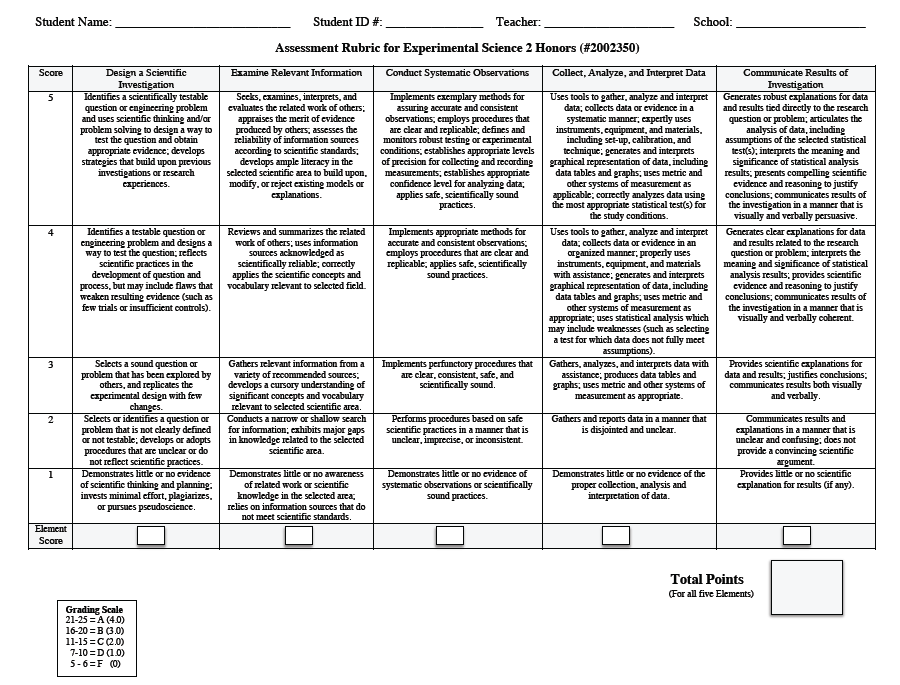 Student Name: ______________________________ Student ID #: ________________ Teacher: ______________________ School: ______________________
Assessment Rubric for Experimental Science 2 Honors (#2002350)
Score
Design a Scientific
Investigation
Examine Relevant Information
Conduct Systematic Observations
Collect, Analyze, and Interpret Data
Communicate Results of
Investigation
5
Identifies a scientifically testable
question or engineering problem
and uses scientific thinking and/or
problem solving to design a way to
test the question and obtain
appropriate evidence; develops
strategies that build upon previous
investigations or research
experiences.
Seeks, examines, interprets, and
evaluates the related work of others;
appraises the merit of evidence
produced by others; assesses the
reliability of information sources
according to scientific standards;
develops ample literacy in the
selected scientific area to build upon,
modify, or reject existing models or
explanations.
Implements exemplary methods for
assuring accurate and consistent
observations; employs procedures that
are clear and replicable; defines and
monitors robust testing or experimental
conditions; establishes appropriate levels
of precision for collecting and recording
measurements; establishes appropriate
confidence level for analyzing data;
applies safe, scientifically sound
practices.
Uses tools to gather, analyze and interpret
data; collects data or evidence in a
systematic manner; expertly uses
instruments, equipment, and materials,
including set-up, calibration, and
technique; generates and interprets
graphical representation of data, including
data tables and graphs; uses metric and
other systems of measurement as
applicable; correctly analyzes data using
the most appropriate statistical test(s) for
the study conditions.
Generates robust explanations for data
and results tied directly to the research
question or problem; articulates the
analysis of data, including
assumptions of the selected statistical
test(s); interprets the meaning and
significance of statistical analysis
results; presents compelling scientific
evidence and reasoning to justify
conclusions; communicates results of
the investigation in a manner that is
visually and verbally persuasive.
4
Identifies a testable question or
engineering problem and designs a
way to test the question; reflects
scientific practices in the
development of question and
process, but may include flaws that
weaken resulting evidence (such as
few trials or insufficient controls).
Reviews and summarizes the related
work of others; uses information
sources acknowledged as
scientifically reliable; correctly
applies the scientific concepts and
vocabulary relevant to selected field.
Implements appropriate methods for
accurate and consistent observations;
employs procedures that are clear and
replicable; applies safe, scientifically
sound practices.
Uses tools to gather, analyze and interpret
data; collects data or evidence in an
organized manner; properly uses
instruments, equipment, and materials
with assistance; generates and interprets
graphical representation of data, including
data tables and graphs; uses metric and
other systems of measurement as
appropriate; uses statistical analysis which
may include weaknesses (such as selecting
a test for which data does not fully meet
assumptions).
Generates clear explanations for data
and results related to the research
question or problem; interprets the
meaning and significance of statistical
analysis results; provides scientific
evidence and reasoning to justify
conclusions; communicates results of
the investigation in a manner that is
visually and verbally coherent.
3
Selects a sound question or
problem that has been explored by
others, and replicates the
experimental design with few
changes.
Gathers relevant information from a
variety of recommended sources;
develops a cursory understanding of
significant concepts and vocabulary
relevant to selected scientific area.
Implements perfunctory procedures that
are clear, consistent, safe, and
scientifically sound.
Gathers, analyzes, and interprets data with
assistance; produces data tables and
graphs; uses metric and other systems of
measurement as appropriate.
Provides scientific explanations for
data and results; justifies conclusions;
communicates results both visually
and verbally.
2
Selects or identifies a question or
problem that is not clearly defined
or not testable; develops or adopts
procedures that are unclear or do
not reflect scientific practices.
Conducts a narrow or shallow search
for information; exhibits major gaps
in knowledge related to the selected
scientific area.
Performs procedures based on safe
scientific practices in a manner that is
unclear, imprecise, or inconsistent.
Gathers and reports data in a manner that
is disjointed and unclear.
Communicates results and
explanations in a manner that is
unclear and confusing; does not
provide a convincing scientific
argument.
1
Demonstrates little or no evidence
of scientific thinking and planning;
invests minimal effort, plagiarizes,
or pursues pseudoscience.
Demonstrates little or no awareness
of related work or scientific
knowledge in the selected area;
relies on information sources that do
not meet scientific standards.
Demonstrates little or no evidence of
systematic observations or scientifically
sound practices.
Demonstrates little or no evidence of the
proper collection, analysis and
interpretation of data.
Provides little or no scientific
explanation for results (if any).
Element
Score
Total Points
(For all five Elements)
Grading Scale
21-25 = A (4.0)
16-20 = B (3.0)
11-15 = C (2.0)
7-10 = D (1.0)
5 - 6 = F (0)